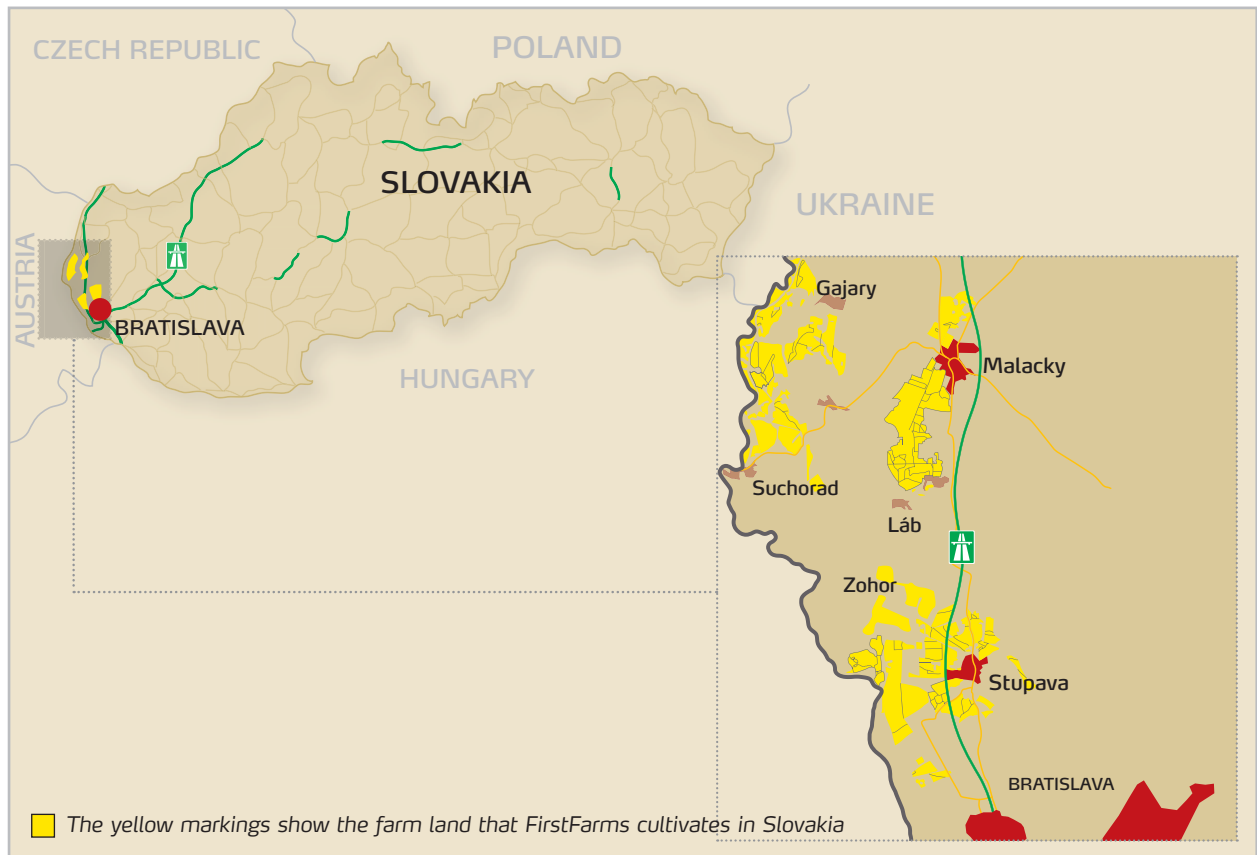 CZECH REPUBLIC
POLAND
SLOVAKIA
UKRAINE
AUSTRIA
BRATISLAVA
HUNGARY
Gajary
Malacky
Suchorad
Láb
Zohor
Stupava
BRATISLAVA
The yellow markings show the farm land that FirstFarms cultivates in Slovakia